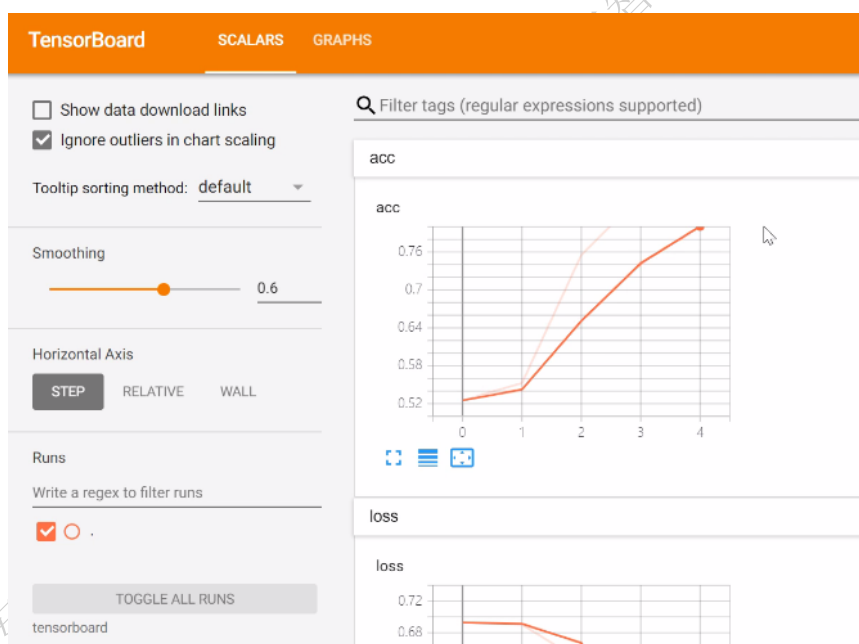 TensorBoard SCALARS GRAPHS
Show data download links
Ignore outliers in chart scaling
Tooltip sorting method: default
Smoothing
0.6
Horizontal Axis
STEP RELATIVE WALL
Runs
Write a regex to filter runs
.
TOGGLE ALL RUNS
tensorboard
Filter tags (regular expressions supported)
acc
acc
0.76
0.7
0.64
0.58
0.52
0 1 2 3 4
loss
loss
0.72
0.68